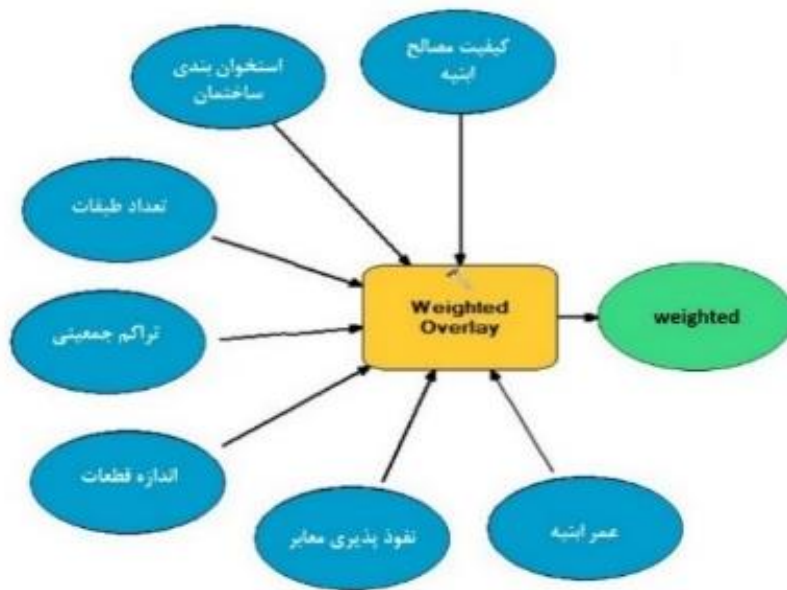 کیفیت مصالح
ابنیه
استخوان بندی
ساختمان
تعداد طبقات
تراکم جمعیتی
اندازه قطعات
نفوذ پذیری معابر
عمر ابنیه
Weighted
Overlay
weighted